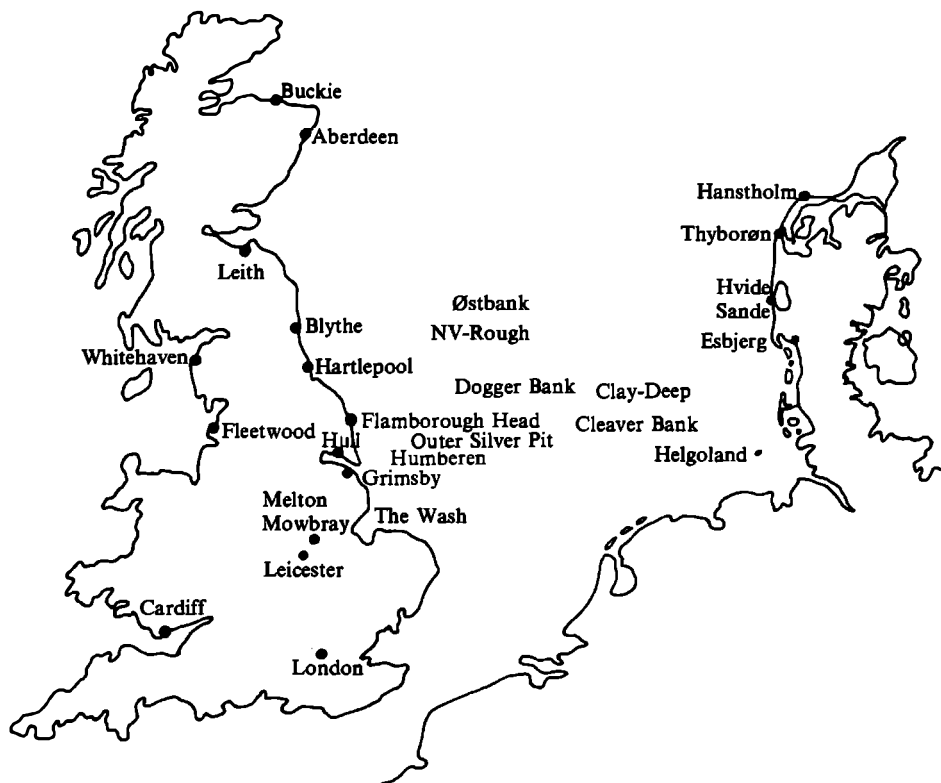 Buckie
Aberdeen
Hanstholm
Thyborøn
Leith
Hvide
Sande
Østbank
Blythe
NV-Rough
Esbjerg
Whitehaven
Hartlepool
Dogger Bank
Clay-Deep
Flamborough Head
Cleaver Bank
Fleetwood
Hull
Outer Silver Pit
Humberen
Helgoland
Grimsby
Melton
Mowbray
The Wash
Leicester
Cardiff
London